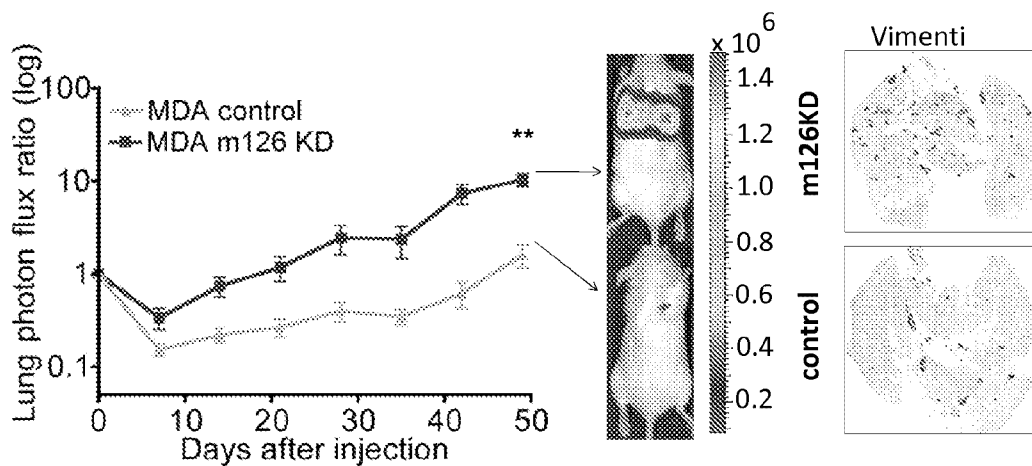 Lung photon flux ratio (log)
100
10
1
0.1
MDA control
MDA m126 KD
**
0 10 20 30 40 50
Days after injection
x 10 6
1.4
1.2
1.0
0.8
0.6
0.4
0.2
Vimenti
m126KD
control